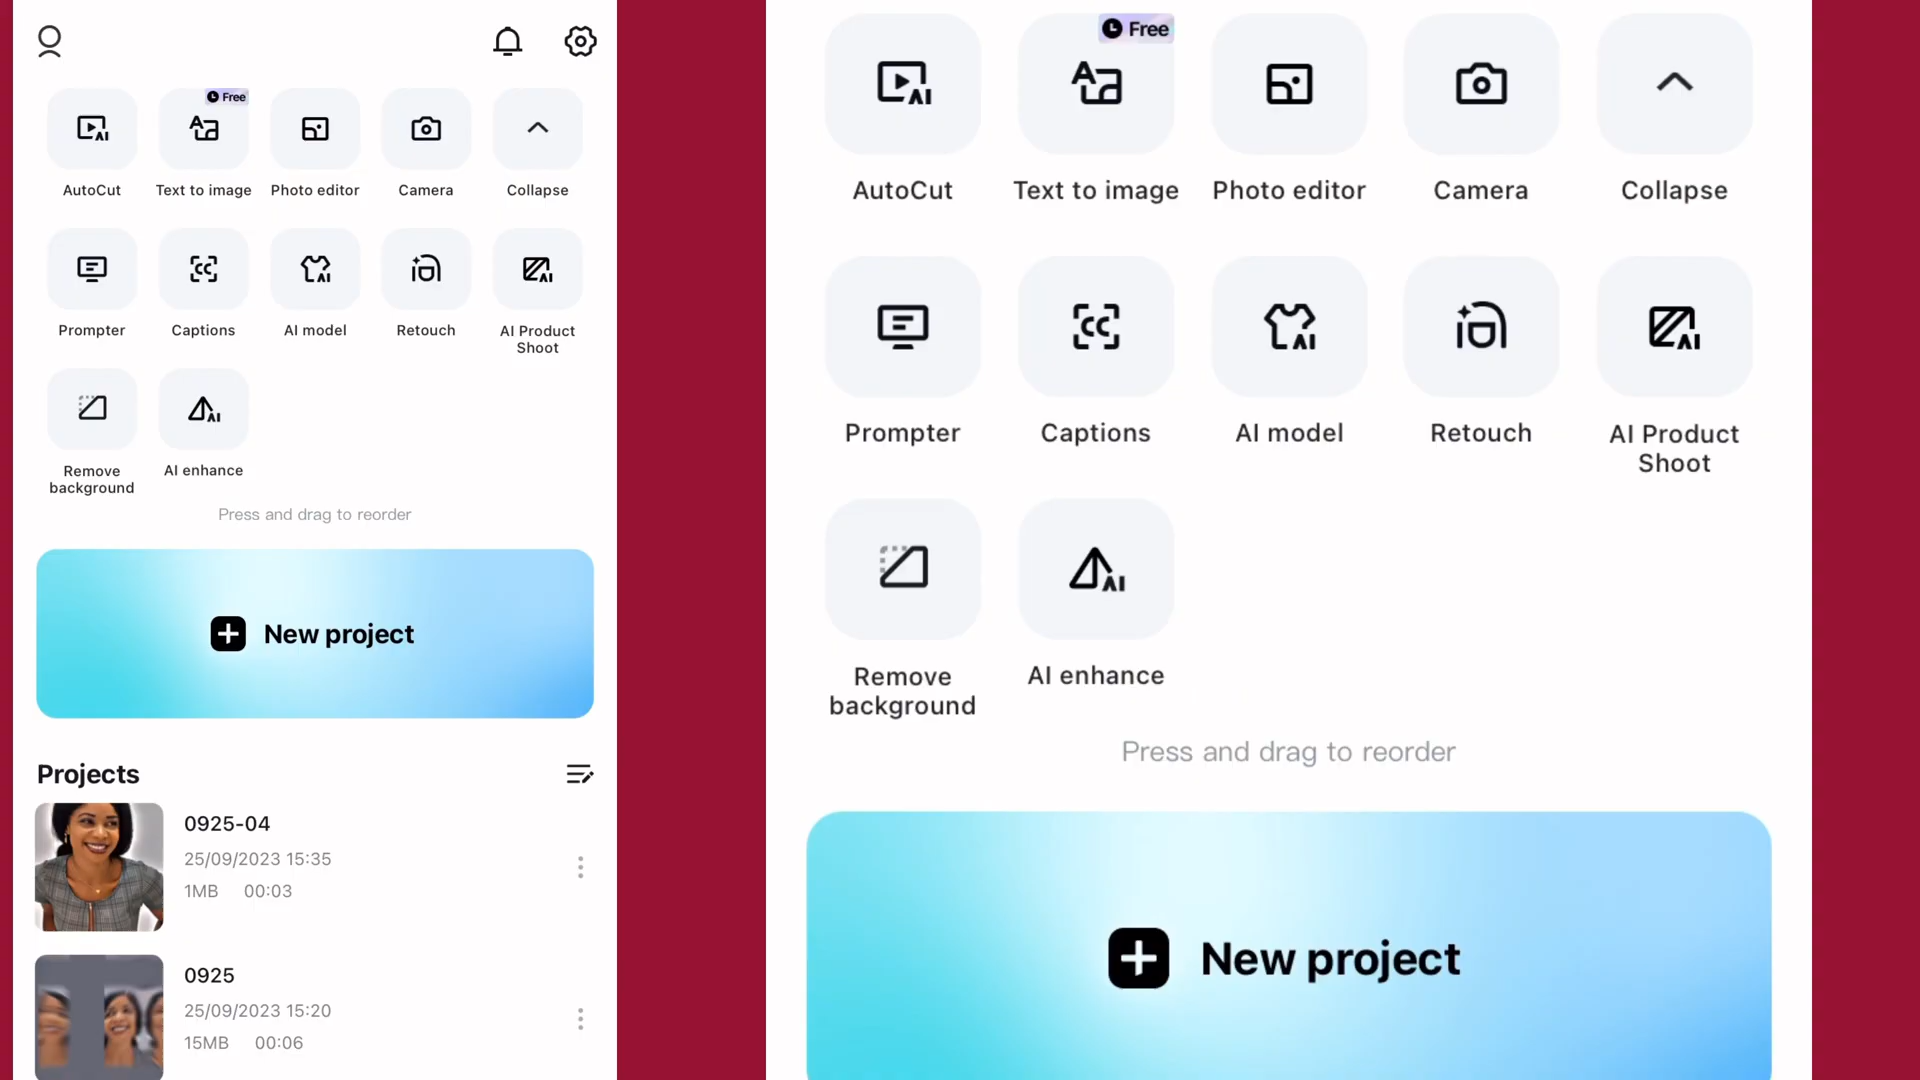 Free
AutoCut
Text to image
Photo editor
Camera
Collapse
Prompter
Captions
AI model
Retouch
AI Product
Shoot
Remove
background
AI enhance
Press and drag to reorder
New project
Projects
0925-04
25/09/2023 15:35
1MB 00:03
0925
25/09/2023 15:20
15MB 00:06
Free
AutoCut
Text to image
Photo editor
Camera
Collapse
Prompter
Captions
AI model
Retouch
AI Product
Shoot
Remove
background
AI enhance
Press and drag to reorder
New project